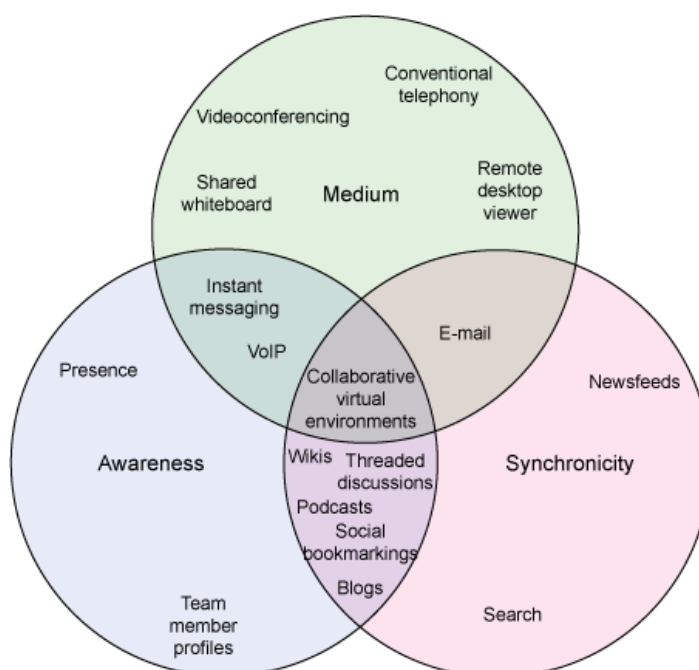 Conventional
telephony
Videoconferencing
Shared
whiteboard
Medium
Remote
desktop
viewer
Instant
messaging
VoIP
E-mail
Presence
Collaborative
virtual
environments
Newsfeeds
Awareness
Wikis
Threaded
discussions
Synchronicity
Podcasts
Social
bookmarkings
Blogs
Team
member
profiles
Search